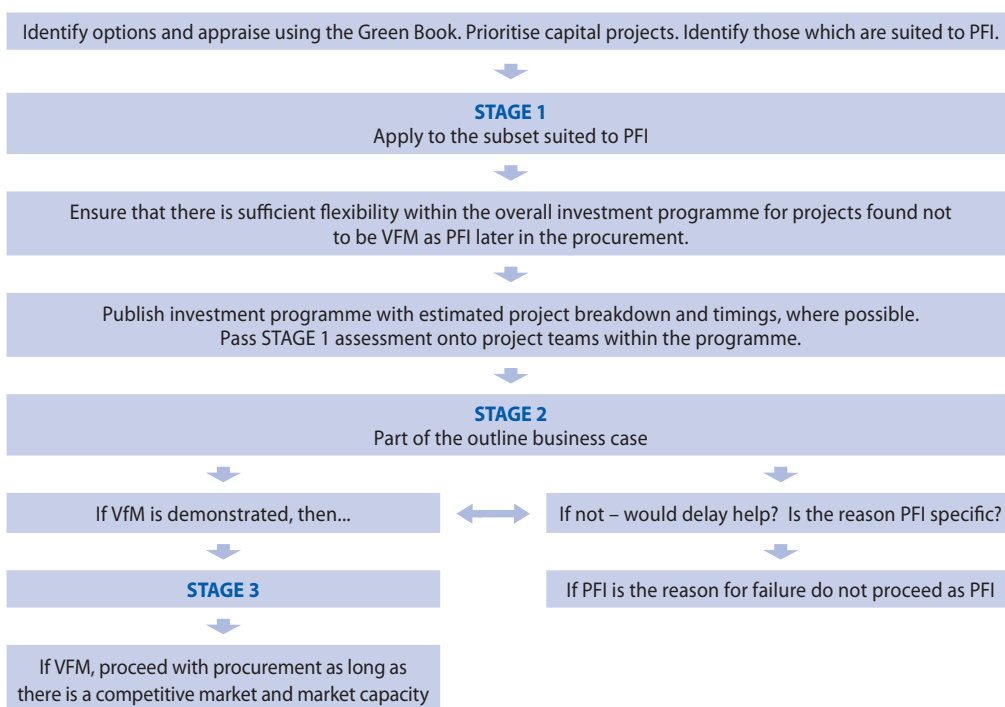 Identify options and appraise using the Green Book. Prioritise capital projects. Identify those which are suited to PFI.
STAGE 1
Apply to the subset suited to PFI
Ensure that there is sufficient flexibility within the overall investment programme for projects found not
to be VFM as PFI later in the procurement.
Publish investment programme with estimated project breakdown and timings, where possible.
Pass STAGE 1 assessment onto project teams within the programme.
STAGE 2
Part of the outline business case
If VfM is demonstrated, then...
If not – would delay help? Is the reason PFI specific?
STAGE 3
If PFI is the reason for failure do not proceed as PFI
If VFM, proceed with procurement as long as
there is a competitive market and market capacity